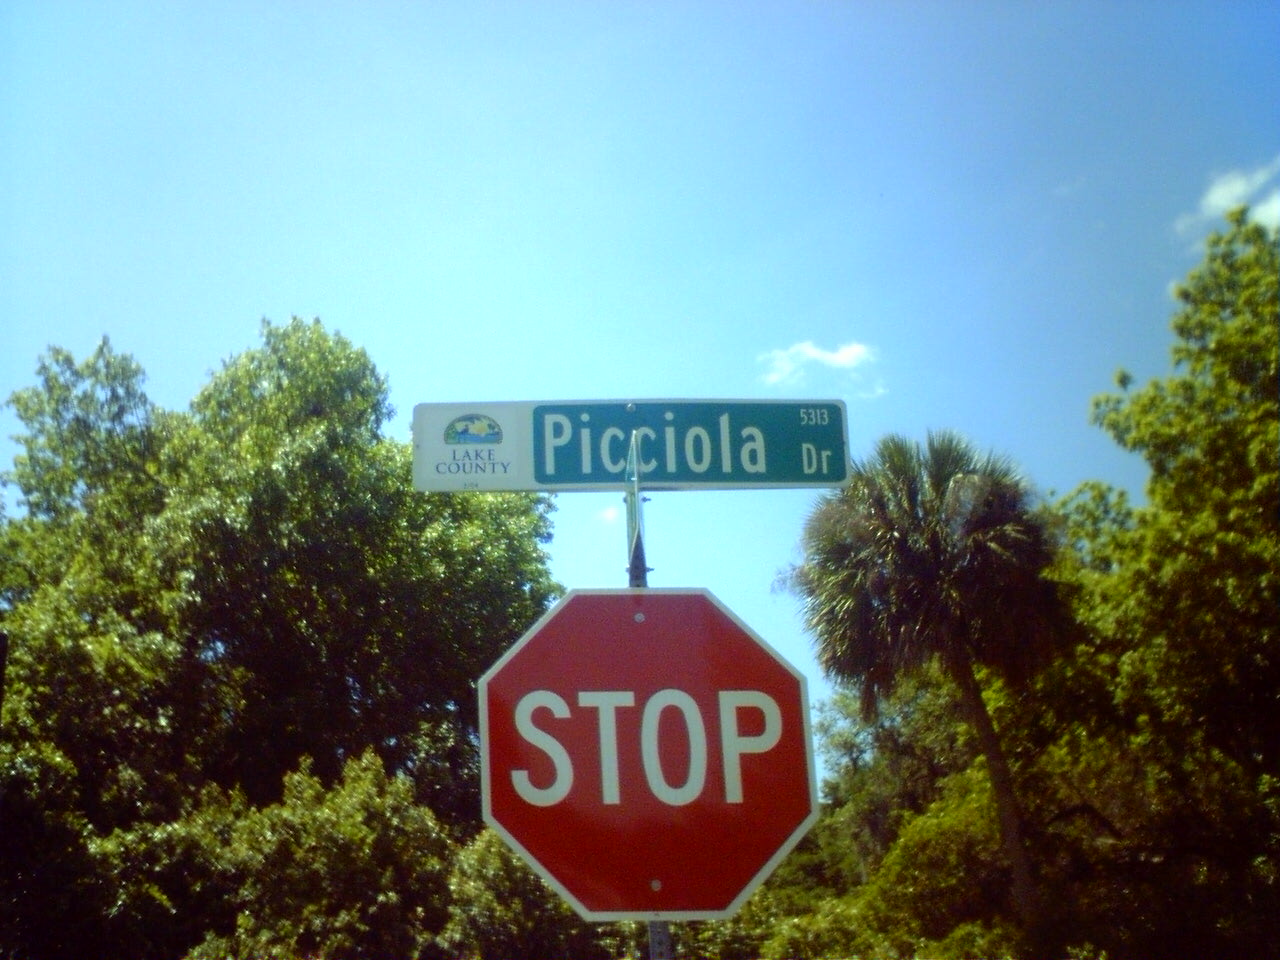 Picciola
5313
Dr
LAKE
COUNTY
STOP